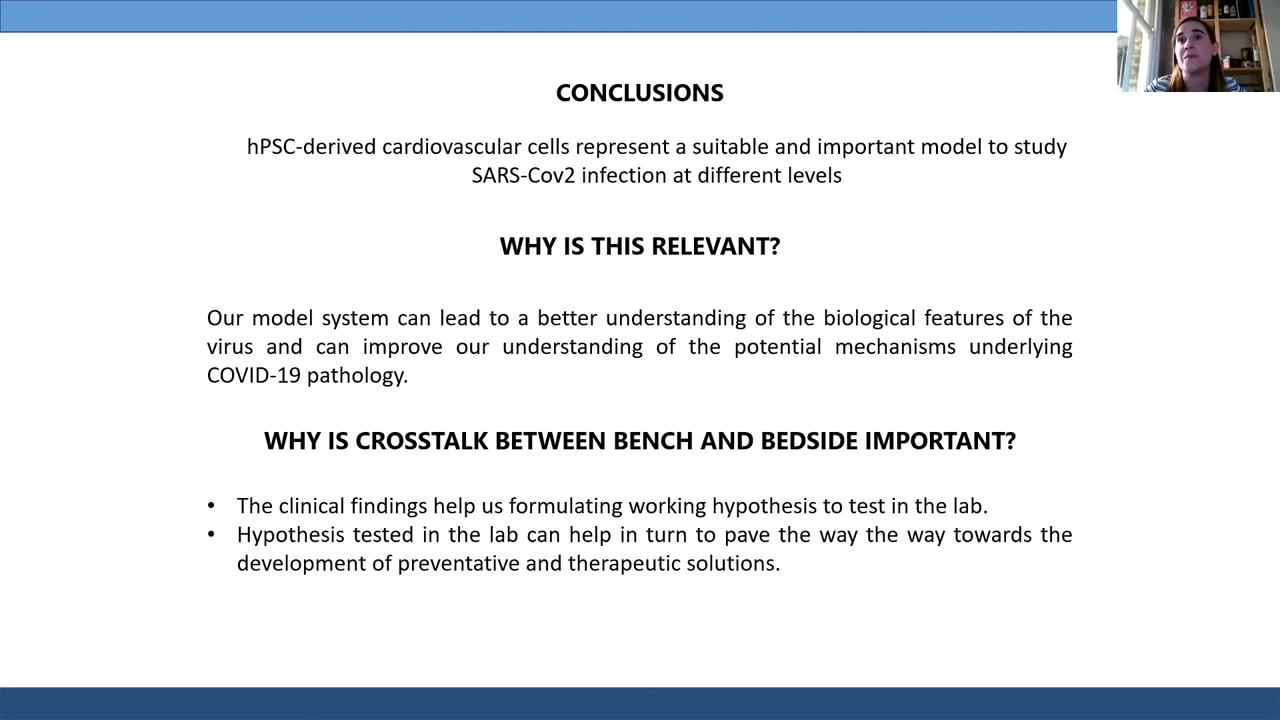 CONCLUSIONS
hPSC-derived cardiovascular cells represent a suitable and important model to study
SARS-Cov2 infection at different levels
WHY IS THIS RELEVANT?
Our model system can lead to a better understanding of the biological features of the
virus and can improve our understanding of the potential mechanisms underlying
COVID-19 pathology.
WHY IS CROSSTALK BETWEEN BENCH AND BEDSIDE IMPORTANT?
• The clinical findings help us formulating working hypothesis to test in the lab.
• Hypothesis tested in the lab can help in turn to pave the way the way towards the
development of preventative and therapeutic solutions.